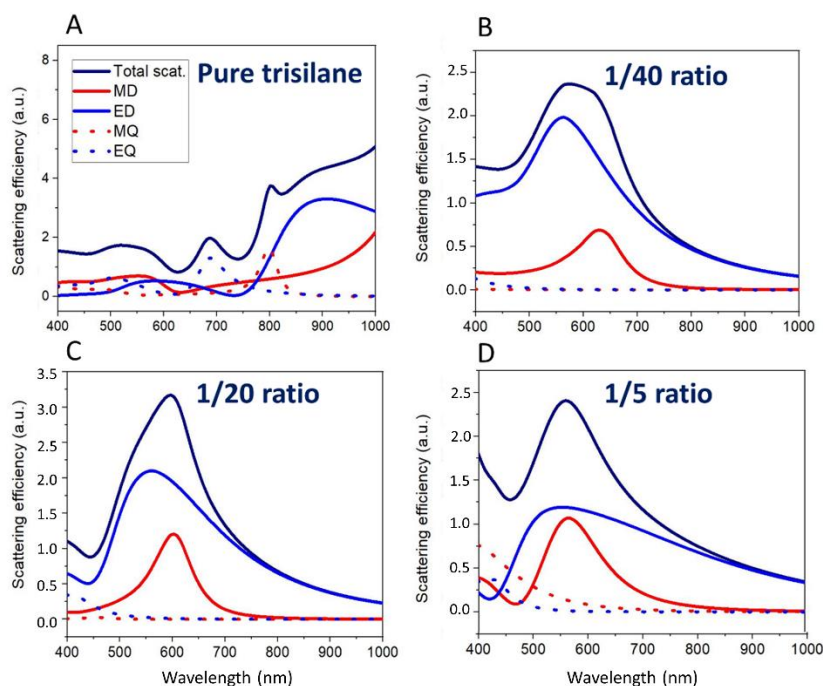 A
Pure trisilane
Total scat.
MD
ED
MQ
EQ
Scattering efficiency (a.u.)
8
6
4
2
0
400 500 600 700 800 900 1000
B
1/40 ratio
Scattering efficiency (a.u.)
2.5
2.0
1.5
1.0
0.5
0.0
400 500 600 700 800 900 1000
C
1/20 ratio
Scattering efficiency (a.u.)
3.5
3.0
2.5
2.0
1.5
1.0
0.5
0.0
400 500 600 700 800 900 1000
Wavelength (nm)
D
1/5 ratio
Scattering efficiency (a.u.)
2.5
2.0
1.5
1.0
0.5
0.0
400 500 600 700 800 900 1000
Wavelength (nm)